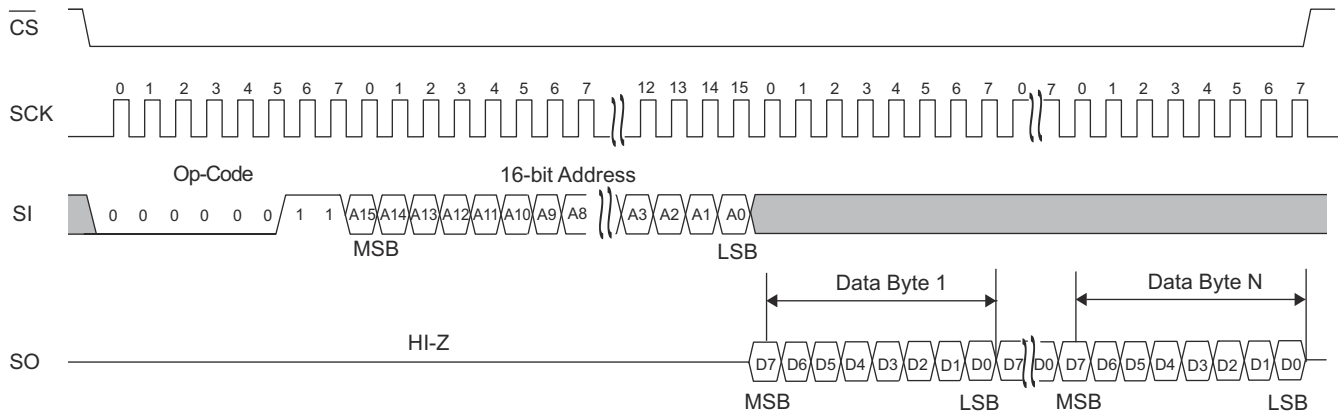 CS
SCK
0 1 2 3 4 5 6 7 0 1 2 3 4 5 6 7 12 13 14 15 0 1 2 3 4 5 6 7 0 7 0 1 2 3 4 5 6 7
Op-Code 16-bit Address
SI
0 0 0 0 0 0 1 1 A15 A14 A13 A12 A11 A10 A9 A8 A3 A2 A1 A0
MSB LSB
Data Byte 1 Data Byte N
HI-Z
SO
D7 D6 D5 D4 D3 D2 D1 D0 D7 D0 D7 D6 D5 D4 D3 D2 D1 D0
MSB LSB MSB LSB